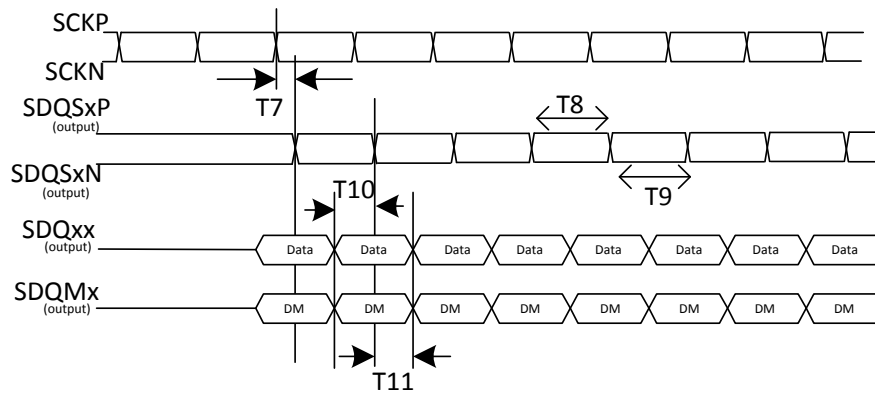 SCKP
SCKN
T7
SDQSxP
(output)
T8
SDQSxN
(output)
T9
T10
SDQxx
(output)
Data Data Data Data Data Data Data Data
SDQMx
(output)
DM DM DM DM DM DM DM DM
T11